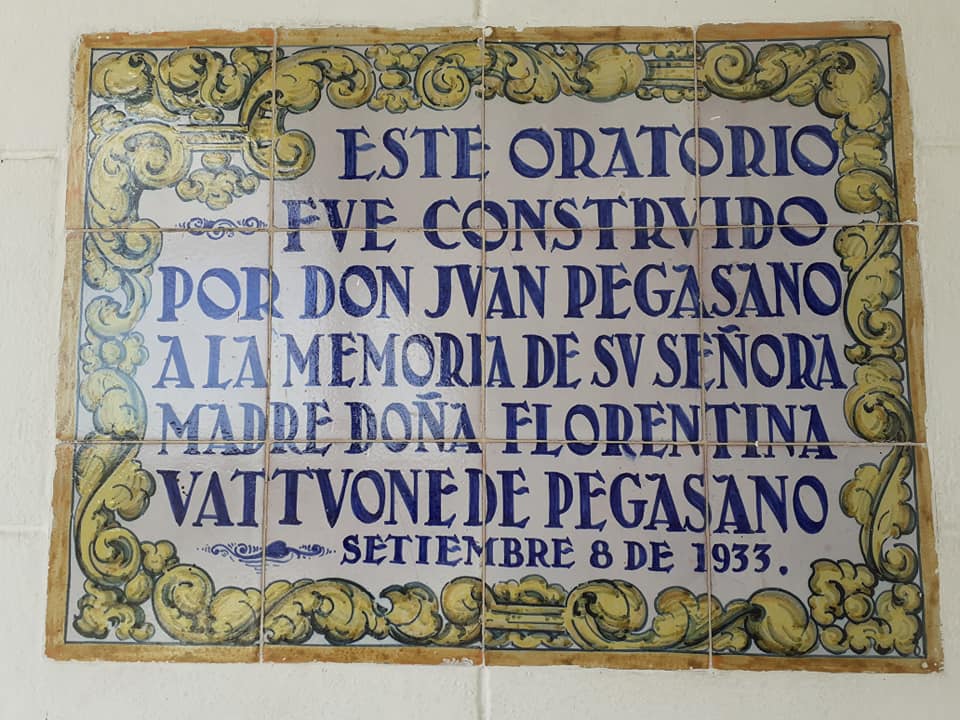 ESTE ORATORIO
FVE CONSTRVIDO
POR DON JVAN PEGASANO
A LA MEMORIA DE SV SEÑORA
MADRE DOÑA FLORENTINA
VATTVONE DE PEGASANO
SETIEMBRE 8 DE 1933.